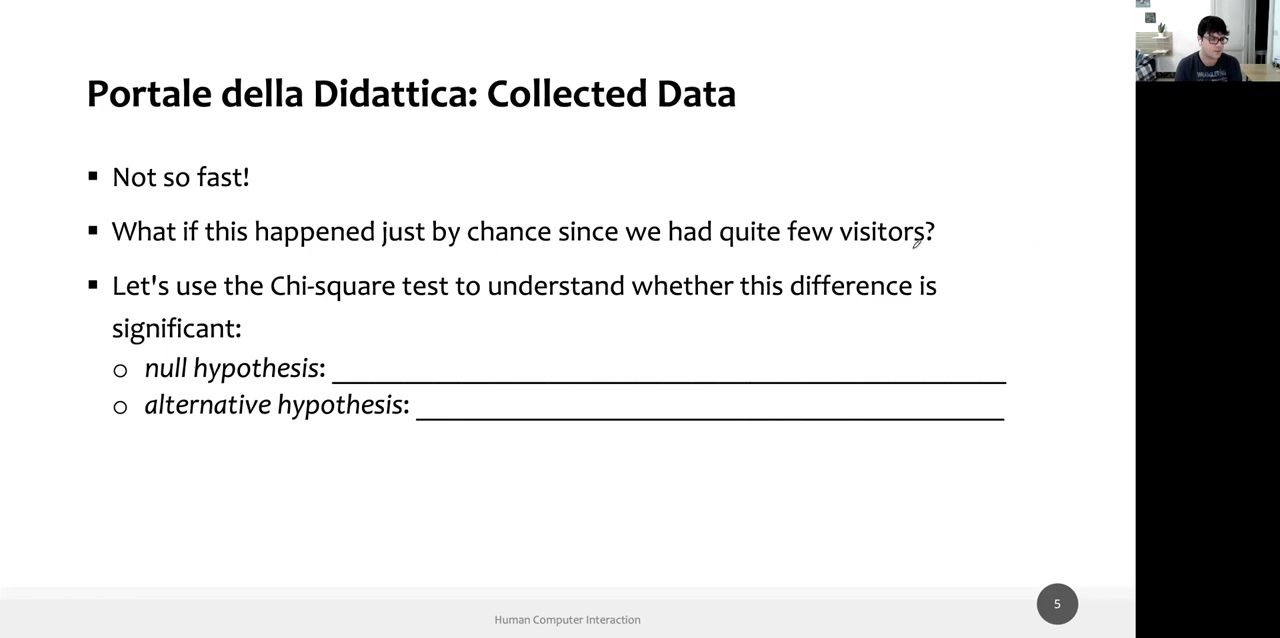 Portale della Didattica: Collected Data
▪ Not so fast!
▪ What if this happened just by chance since we had quite few visitors?
▪ Let's use the Chi-square test to understand whether this difference is
significant:
o null hypothesis: ______________________________
o alternative hypothesis: __________________________
Human Computer Interaction
5